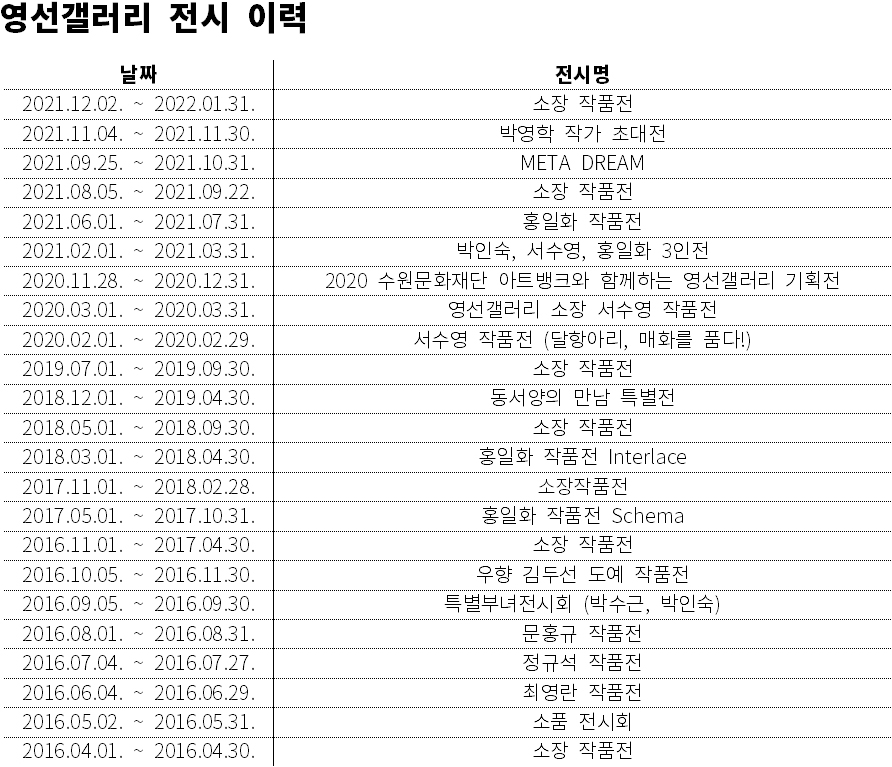 영선갤러리 전시 이력
날짜 전시명
2021.12.02. ~ 2022.01.31. 소장 작품전
2021.11.04. ~ 2021.11.30. 박영학 작가 초대전
2021.09.25. ~ 2021.10.31. META DREAM
2021.08.05. ~ 2021.09.22. 소장 작품전
2021.06.01. ~ 2021.07.31. 홍일화 작품전
2021.02.01. ~ 2021.03.31. 박인숙, 서수영, 홍일화 3인전
2020.11.28. ~ 2020.12.31. 2020 수원문화재단 아트뱅크와 함께하는 영선갤러리 기획전
2020.03.01. ~ 2020.03.31. 영선갤러리 소장 서수영 작품전
2020.02.01. ~ 2020.02.29. 서수영 작품전 (달항아리, 매화를 품다!)
2019.07.01. ~ 2019.09.30. 소장 작품전
2018.12.01. ~ 2019.04.30. 동서양의 만남 특별전
2018.05.01. ~ 2018.09.30. 소장 작품전
2018.03.01. ~ 2018.04.30. 홍일화 작품전 Interlace
2017.11.01. ~ 2018.02.28. 소장작품전
2017.05.01. ~ 2017.10.31. 홍일화 작품전 Schema
2016.11.01. ~ 2017.04.30. 소장 작품전
2016.10.05. ~ 2016.11.30. 우향 김두선 도예 작품전
2016.09.05. ~ 2016.09.30. 특별부녀전시회 (박수근, 박인숙)
2016.08.01. ~ 2016.08.31. 문홍규 작품전
2016.07.04. ~ 2016.07.27. 정규석 작품전
2016.06.04. ~ 2016.06.29. 최영란 작품전
2016.05.02. ~ 2016.05.31. 소품 전시회
2016.04.01. ~ 2016.04.30. 소장 작품전